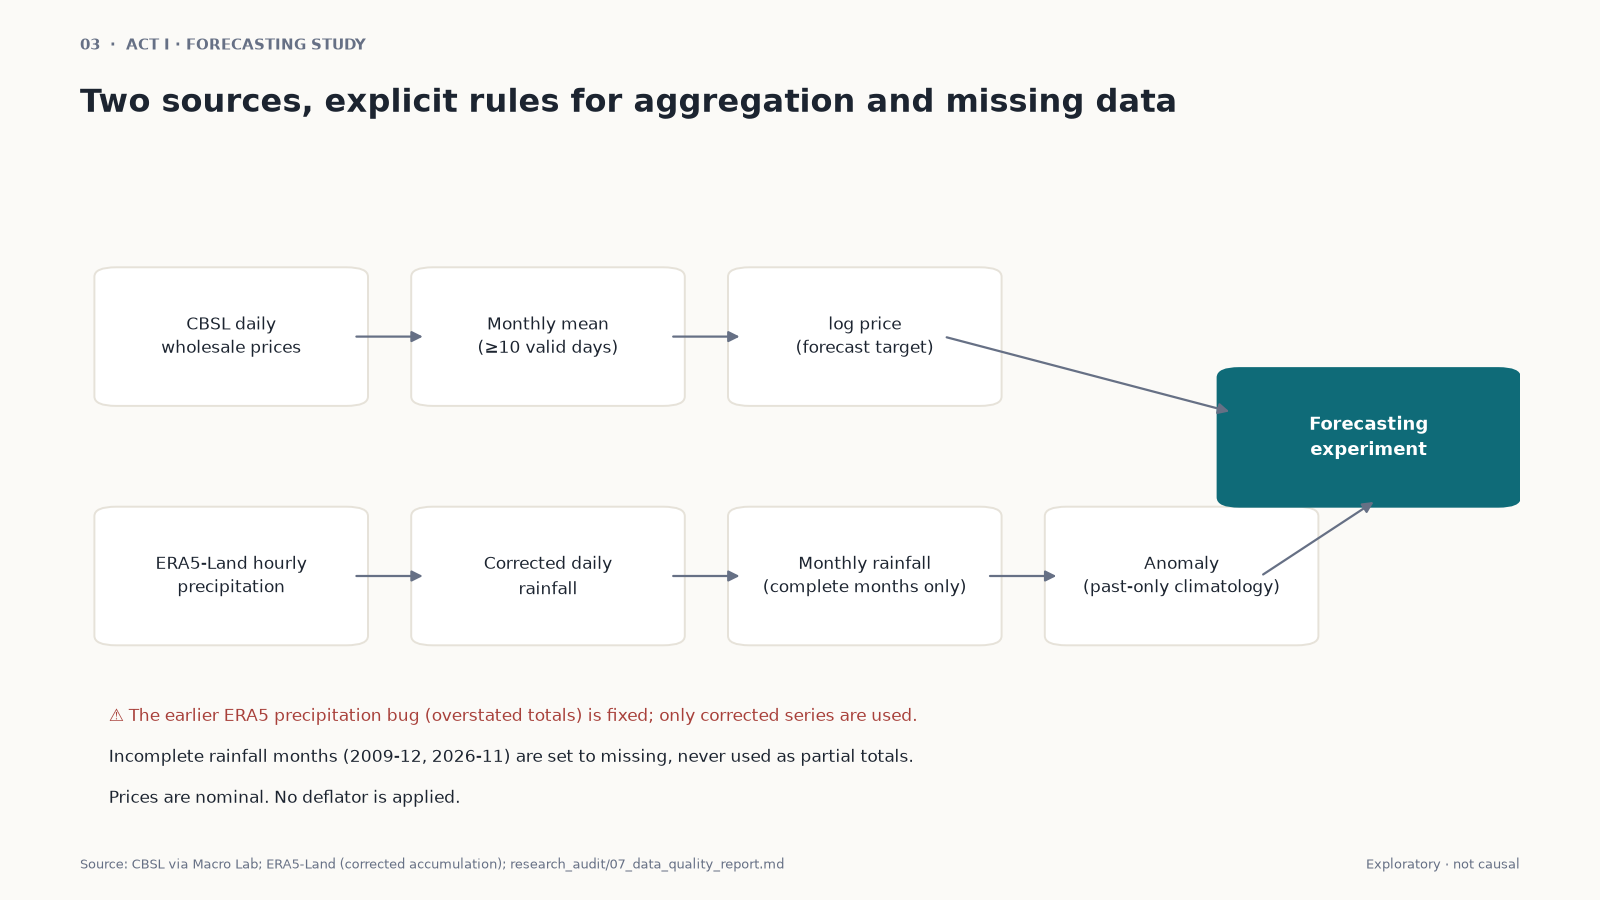 03 · ACT I · FORECASTING STUDY
Two sources, explicit rules for aggregation and missing data
CBSL daily
wholesale prices
Monthly mean
(≥10 valid days)
log price
(forecast target)
Forecasting
experiment
ERA5-Land hourly
precipitation
Corrected daily
rainfall
Monthly rainfall
(complete months only)
Anomaly
(past-only climatology)
⚠ The earlier ERA5 precipitation bug (overstated totals) is fixed; only corrected series are used.
Incomplete rainfall months (2009-12, 2026-11) are set to missing, never used as partial totals.
Prices are nominal. No deflator is applied.
Source: CBSL via Macro Lab; ERA5-Land (corrected accumulation); research_audit/07_data_quality_report.md
Exploratory · not causal